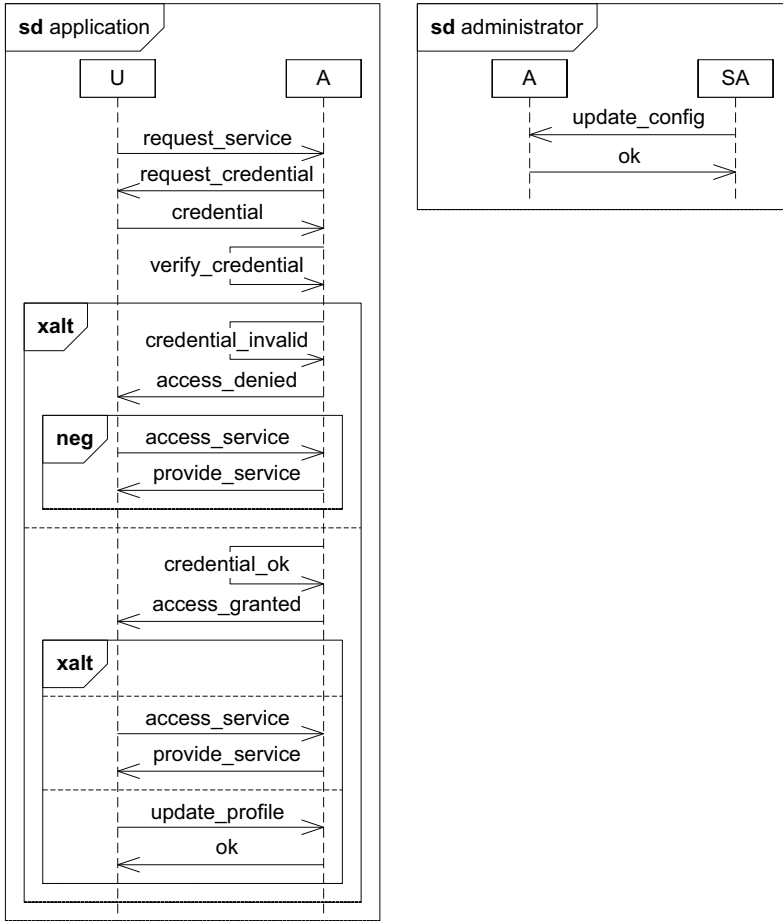 sd application
U
A
request_service
request_credential
credential
verify_credential
xalt
credential_invalid
access_denied
neg
access_service
provide_service
credential_ok
access_granted
xalt
access_service
provide_service
update_profile
ok
sd administrator
A
SA
update_config
ok